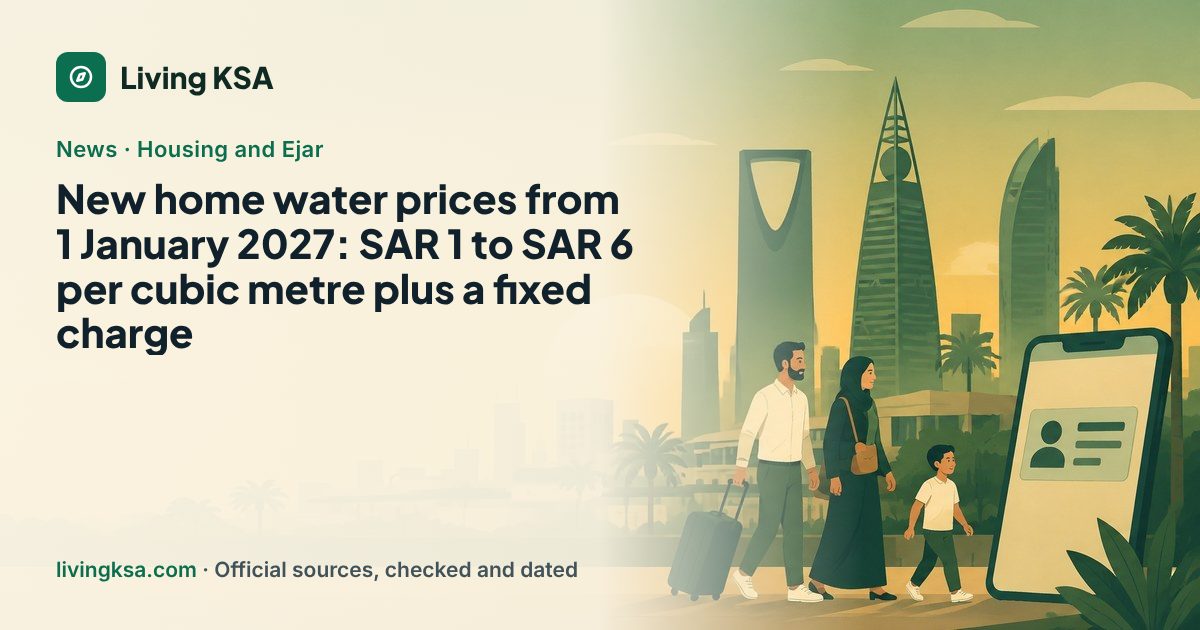 Living KSA
News · Housing and Ejar
New home water prices from
1 January 2027: SAR 1 to SAR 6
per cubic metre plus a fixed
charge
livingksa.com · Official sources, checked and dated